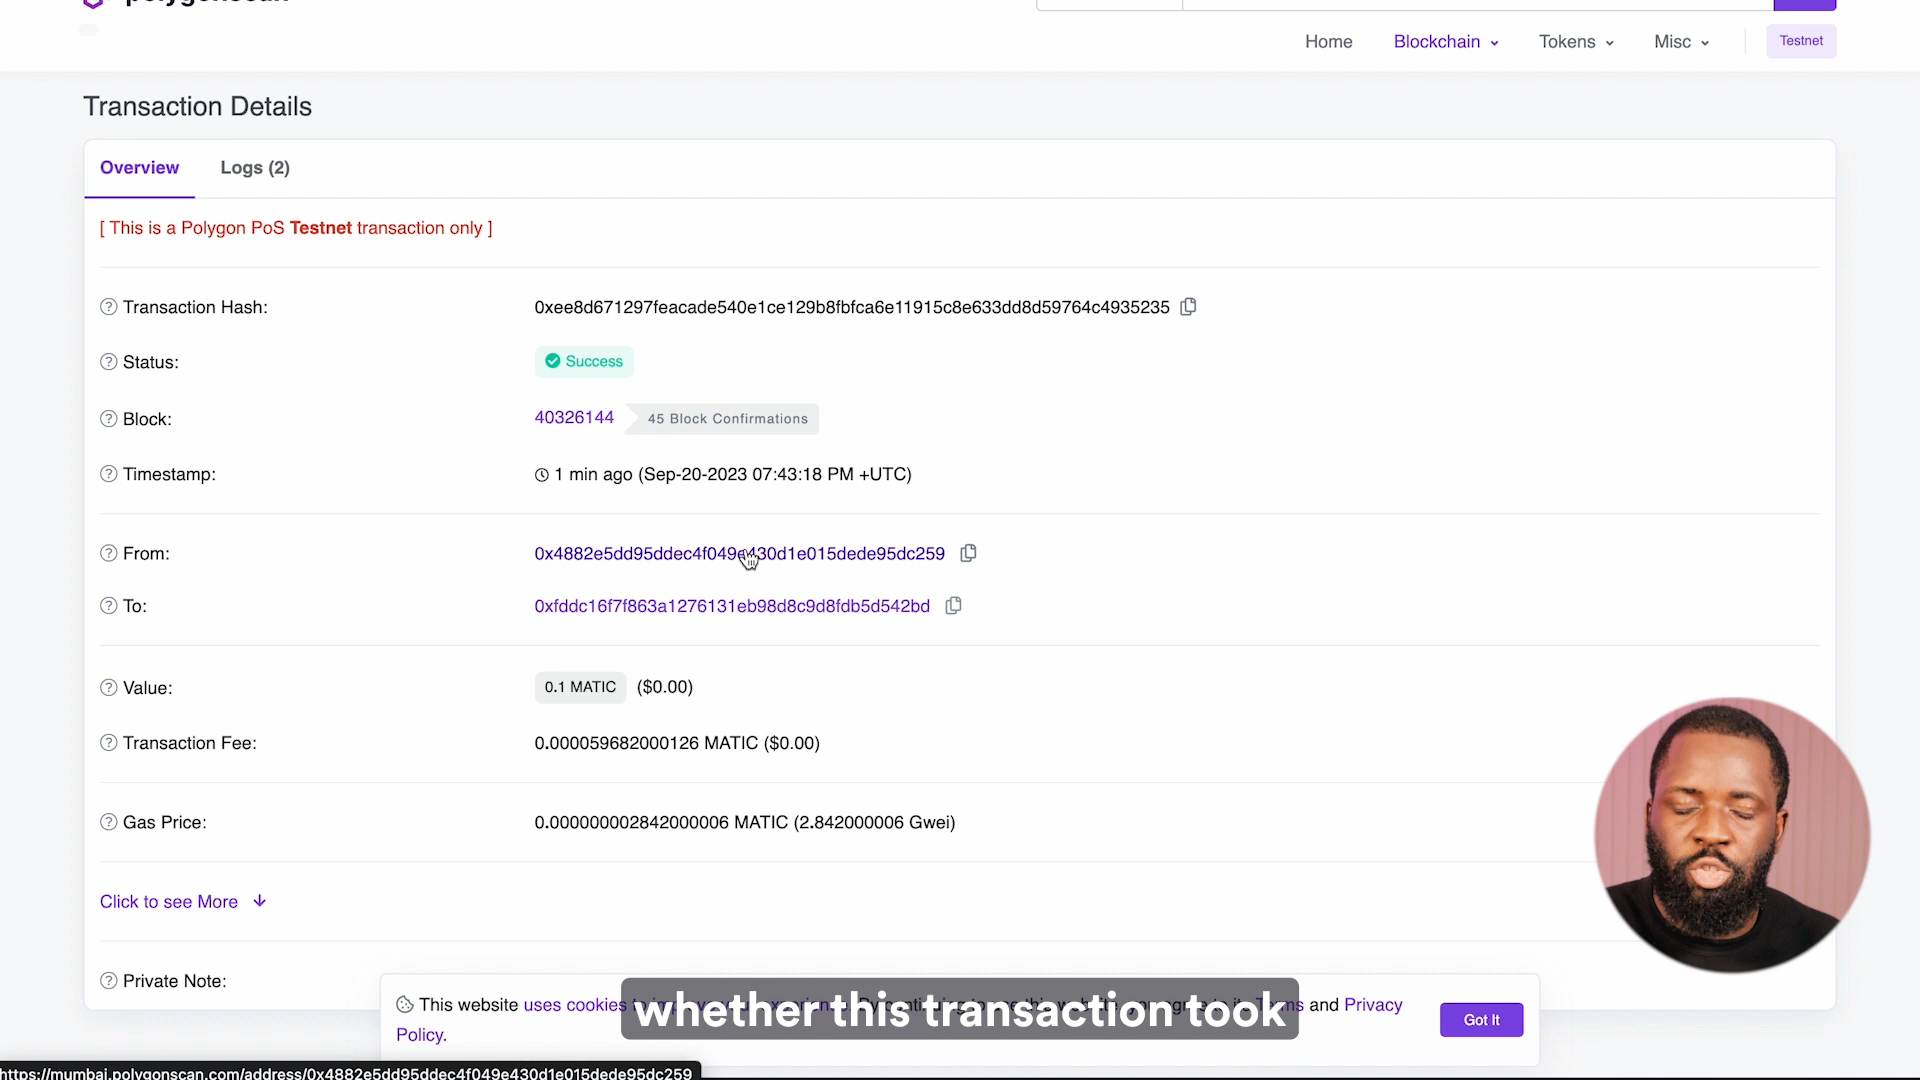 polygonscan
Home Blockchain Tokens Misc Testnet
Transaction Details
Overview Logs (2)
[ This is a Polygon PoS Testnet transaction only ]
Transaction Hash: 0xee8d671297feacade540e1ce129b8fbfca6e11915c8e633dd8d59764c4935235
Status: Success
Block: 40326144 45 Block Confirmations
Timestamp: 1 min ago (Sep-20-2023 07:43:18 PM +UTC)
From: 0x4882e5dd95ddec4f049e430d1e015dede95dc259
To: 0xfddc16f7f863a1276131eb98d8c9d8fdb5d542bd
Value: 0.1 MATIC ($0.00)
Transaction Fee: 0.000059682000126 MATIC ($0.00)
Gas Price: 0.000000002842000006 MATIC (2.842000006 Gwei)
Click to see More
Private Note:
This website uses cookies and Privacy
Policy.
Got It
whether this transaction took
https://mumbai.polygonscan.com/address/0x4882e5dd95ddec4f049e430d1e015dede95dc259